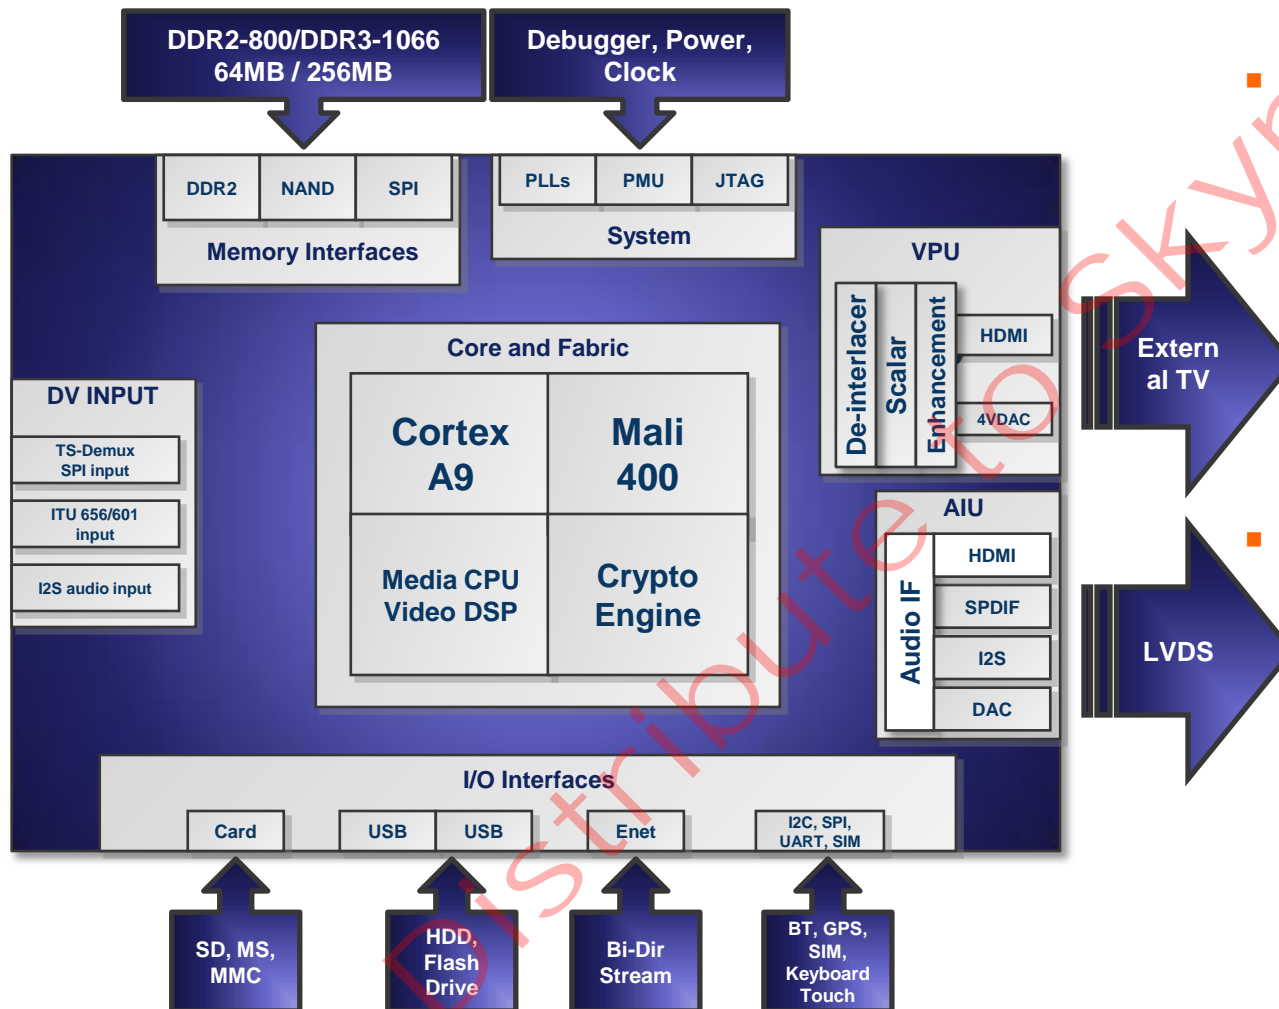 DDR2-800/DDR3-1066
64MB / 256MB
Debugger, Power,
Clock
DDR2
NAND
SPI
Memory Interfaces
PLLs
PMU
JTAG
System
VPU
De-interlacer
Scalar
Enhancement
HDMI
4VDAC
Extern
al TV
Core and Fabric
Cortex
A9
Mali
400
Media CPU
Video DSP
Crypto
Engine
DV INPUT
TS-Demux
SPI input
ITU 656/601
input
I2S audio input
AIU
Audio IF
HDMI
SPDIF
I2S
DAC
LVDS
I/O Interfaces
Card
USB
USB
Enet
I2C, SPI,
UART, SIM
SD, MS,
MMC
HDD,
Flash
Drive
Bi-Dir
Stream
BT, GPS,
SIM,
Keyboard
Touch
Distribute to